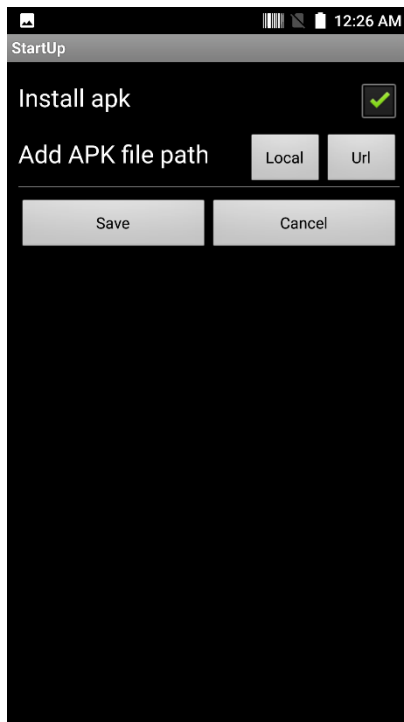 12:26 AM
StartUp
Install apk
Add APK file path
Local
Url
Save
Cancel